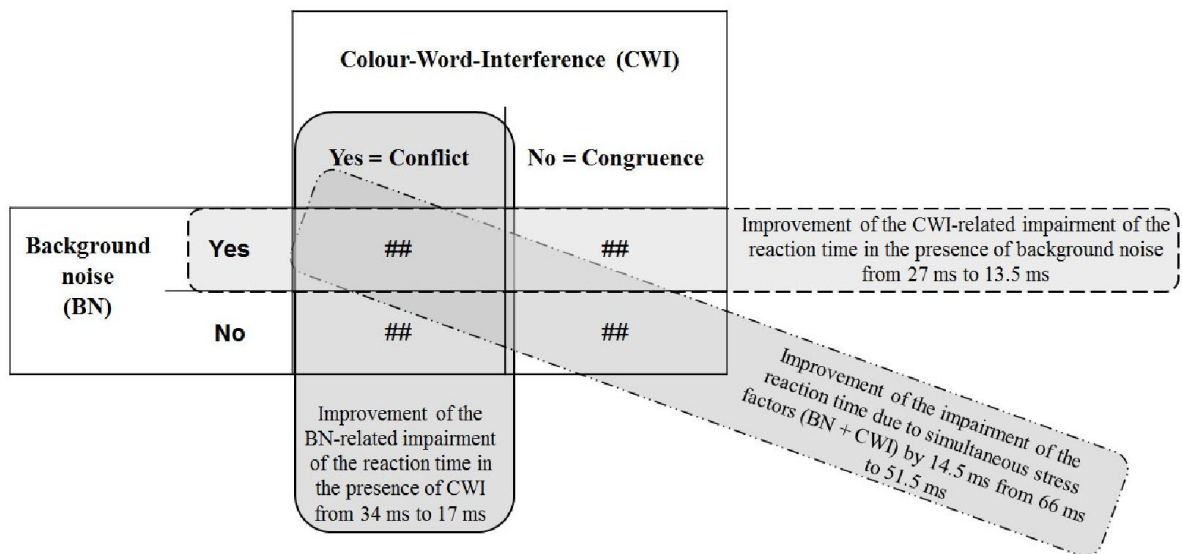 Colour-Word-Interference (CWI)
Yes = Conflict
No = Congruence
Background
noise
(BN)
Yes
##
##
Improvement of the CWI-related impairment of the
reaction time in the presence of background noise
from 27 ms to 13.5 ms
No
##
##
Improvement of the
BN-related impairment
of the reaction time in
the presence of CWI
from 34 ms to 17 ms
Improvement of the impairment of the
reaction time due to simultaneous stress
factors (BN + CWI) by 14.5 ms from 66 ms
to 51.5 ms